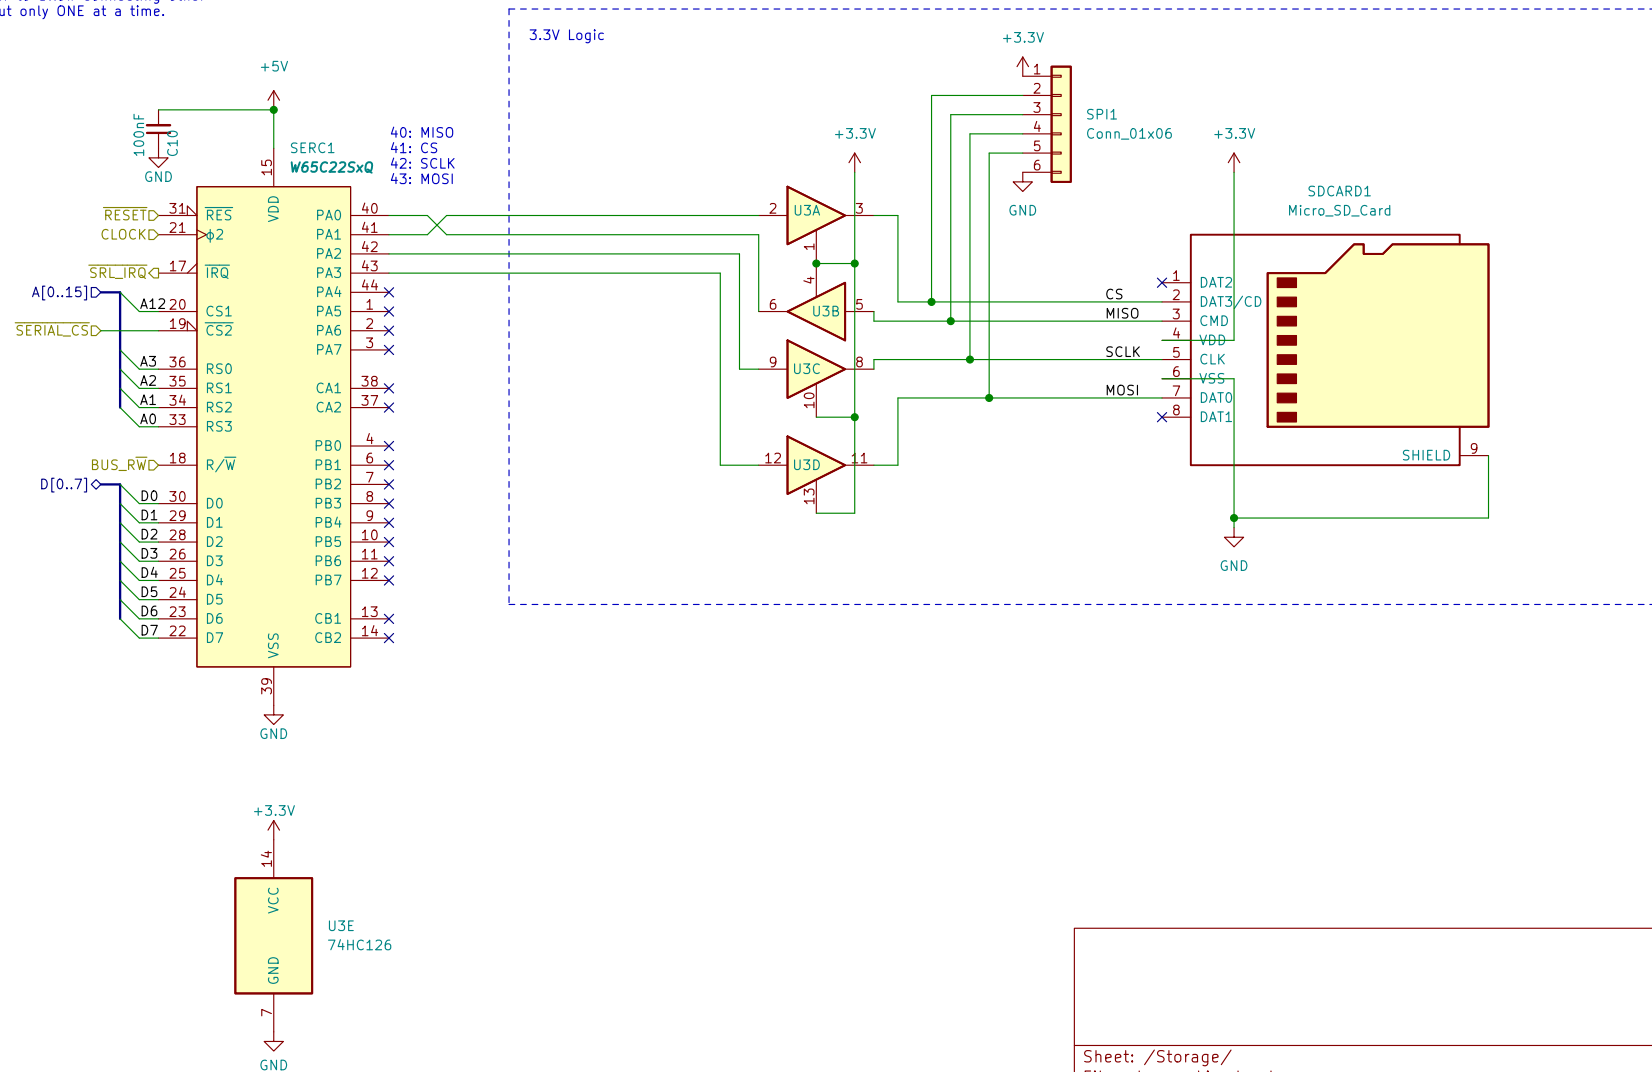 ut only ONE at a time.
3.3V Logic
+3.3V
+5V
1
2
3
4
5
6
SPI1
Conn_01x06
GND
100nF
C10
GND
15
SERC1
W65C22SxQ
40: MISO
41: CS
42: SCLK
43: MOSI
+3.3V
+3.3V
SDCARD1
Micro_SD_Card
VDD
RESET 31 RES
CLOCK 21 ϕ2
SRL_IRQ 17 IRQ
A[0..15]
A12 20 CS1
SERIAL_CS 19 CS2
A3 36 RS0
A2 35 RS1
A1 34 RS2
A0 33 RS3
BUS_RW 18 R/W
D[0..7]
D0 30 D0
D1 29 D1
D2 28 D2
D3 26 D3
D4 25 D4
D5 24 D5
D6 23 D6
D7 22 D7
PA0 40
PA1 41
PA2 42
PA3 43
PA4 44
PA5 1
PA6 2
PA7 3
CA1 38
CA2 37
PB0 4
PB1 6
PB2 7
PB3 8
PB4 9
PB5 10
PB6 11
PB7 12
CB1 13
CB2 14
VSS
39
GND
2 U3A 3
1
4
6 U3B 5
9 U3C 8
10
12 U3D 11
13
CS
MISO
SCLK
MOSI
1 DAT2
2 DAT3/CD
3 CMD
4 VDD
5 CLK
6 VSS
7 DAT0
8 DAT1
SHIELD 9
GND
+3.3V
14
VCC
U3E
74HC126
GND
7
GND
Sheet: /Storage/